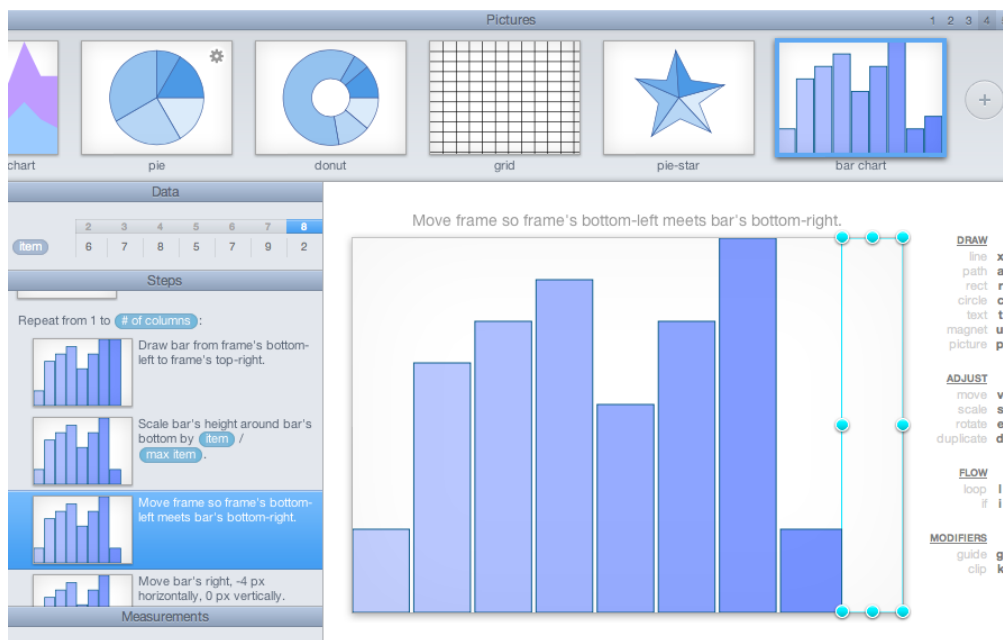 Pictures
1 2 3 4
chart
pie
donut
grid
pie-star
bar chart
Data
2 3 4 5 6 7 8
item 6 7 8 5 7 9 2
Steps
Repeat from 1 to # of columns :
Draw bar from frame's bottom-
left to frame's top-right.
Scale bar's height around bar's
bottom by item /
max item .
Move frame so frame's bottom-
left meets bar's bottom-right.
Move bar's right, -4 px
horizontally, 0 px vertically.
Measurements
Move frame so frame's bottom-left meets bar's bottom-right.
DRAW
line x
path a
rect r
circle c
text t
magnet u
picture p
ADJUST
move v
scale s
rotate e
duplicate d
FLOW
loop l
if i
MODIFIERS
guide g
clip k